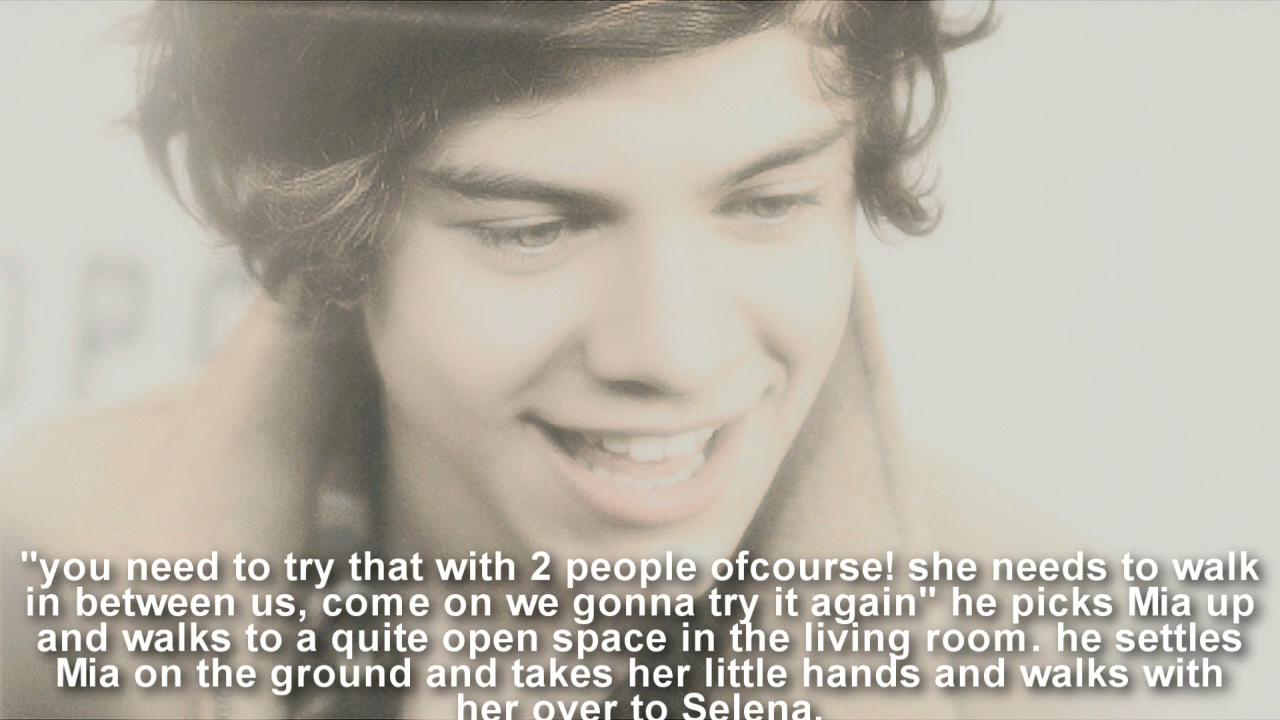 "you need to try that with 2 people ofcourse! she needs to walk
in between us, come on we gonna try it again" he picks Mia up
and walks to a quite open space in the living room. he settles
Mia on the ground and takes her little hands and walks with
her over to Selena.